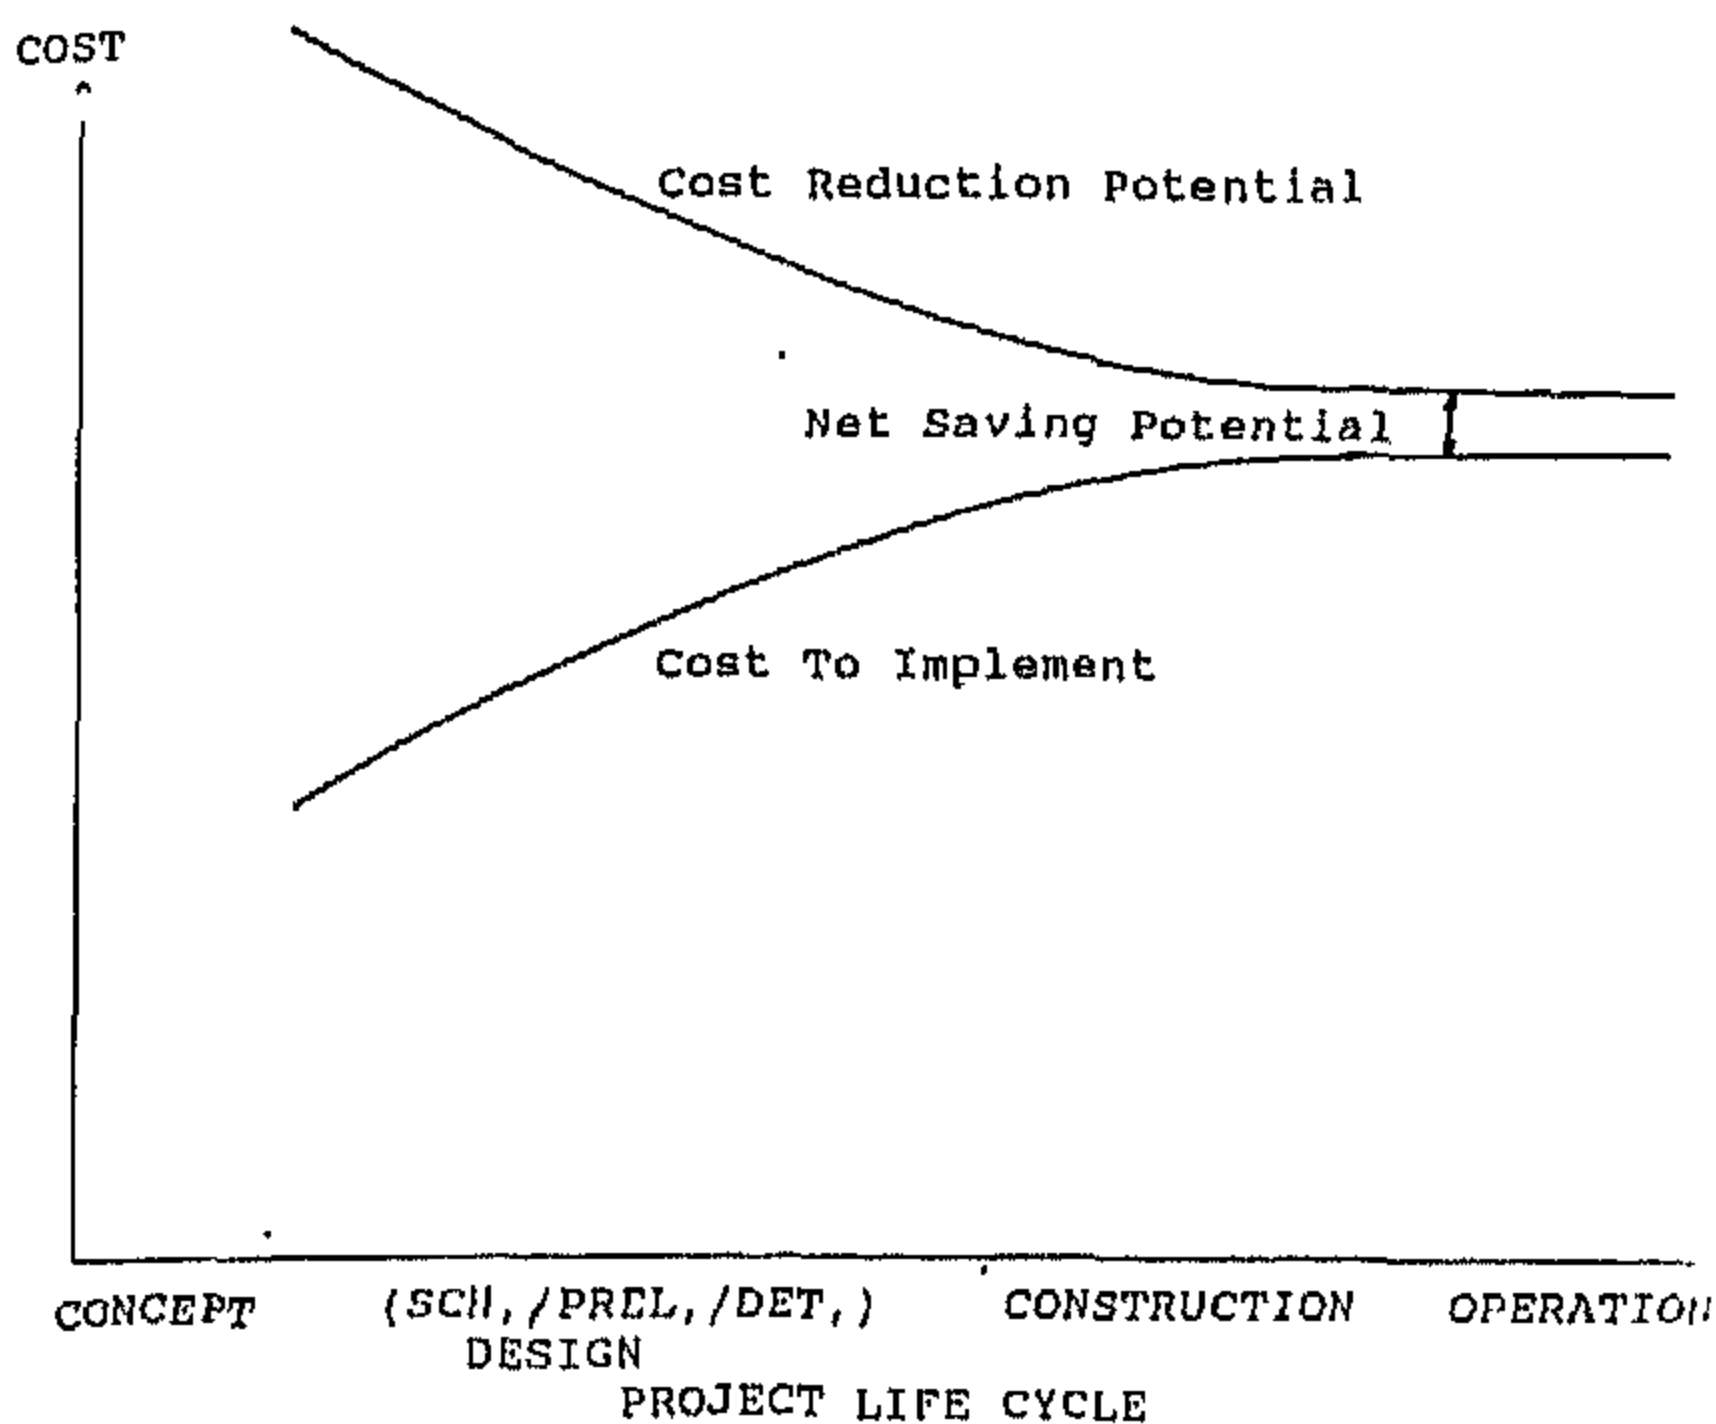 COST
Cost Reduction Potential
Net Saving Potential
Cost To Implement
CONCEPT (SCH,/PREL,/DET,) CONSTRUCTION OPERATION
DESIGN
PROJECT LIFE CYCLE